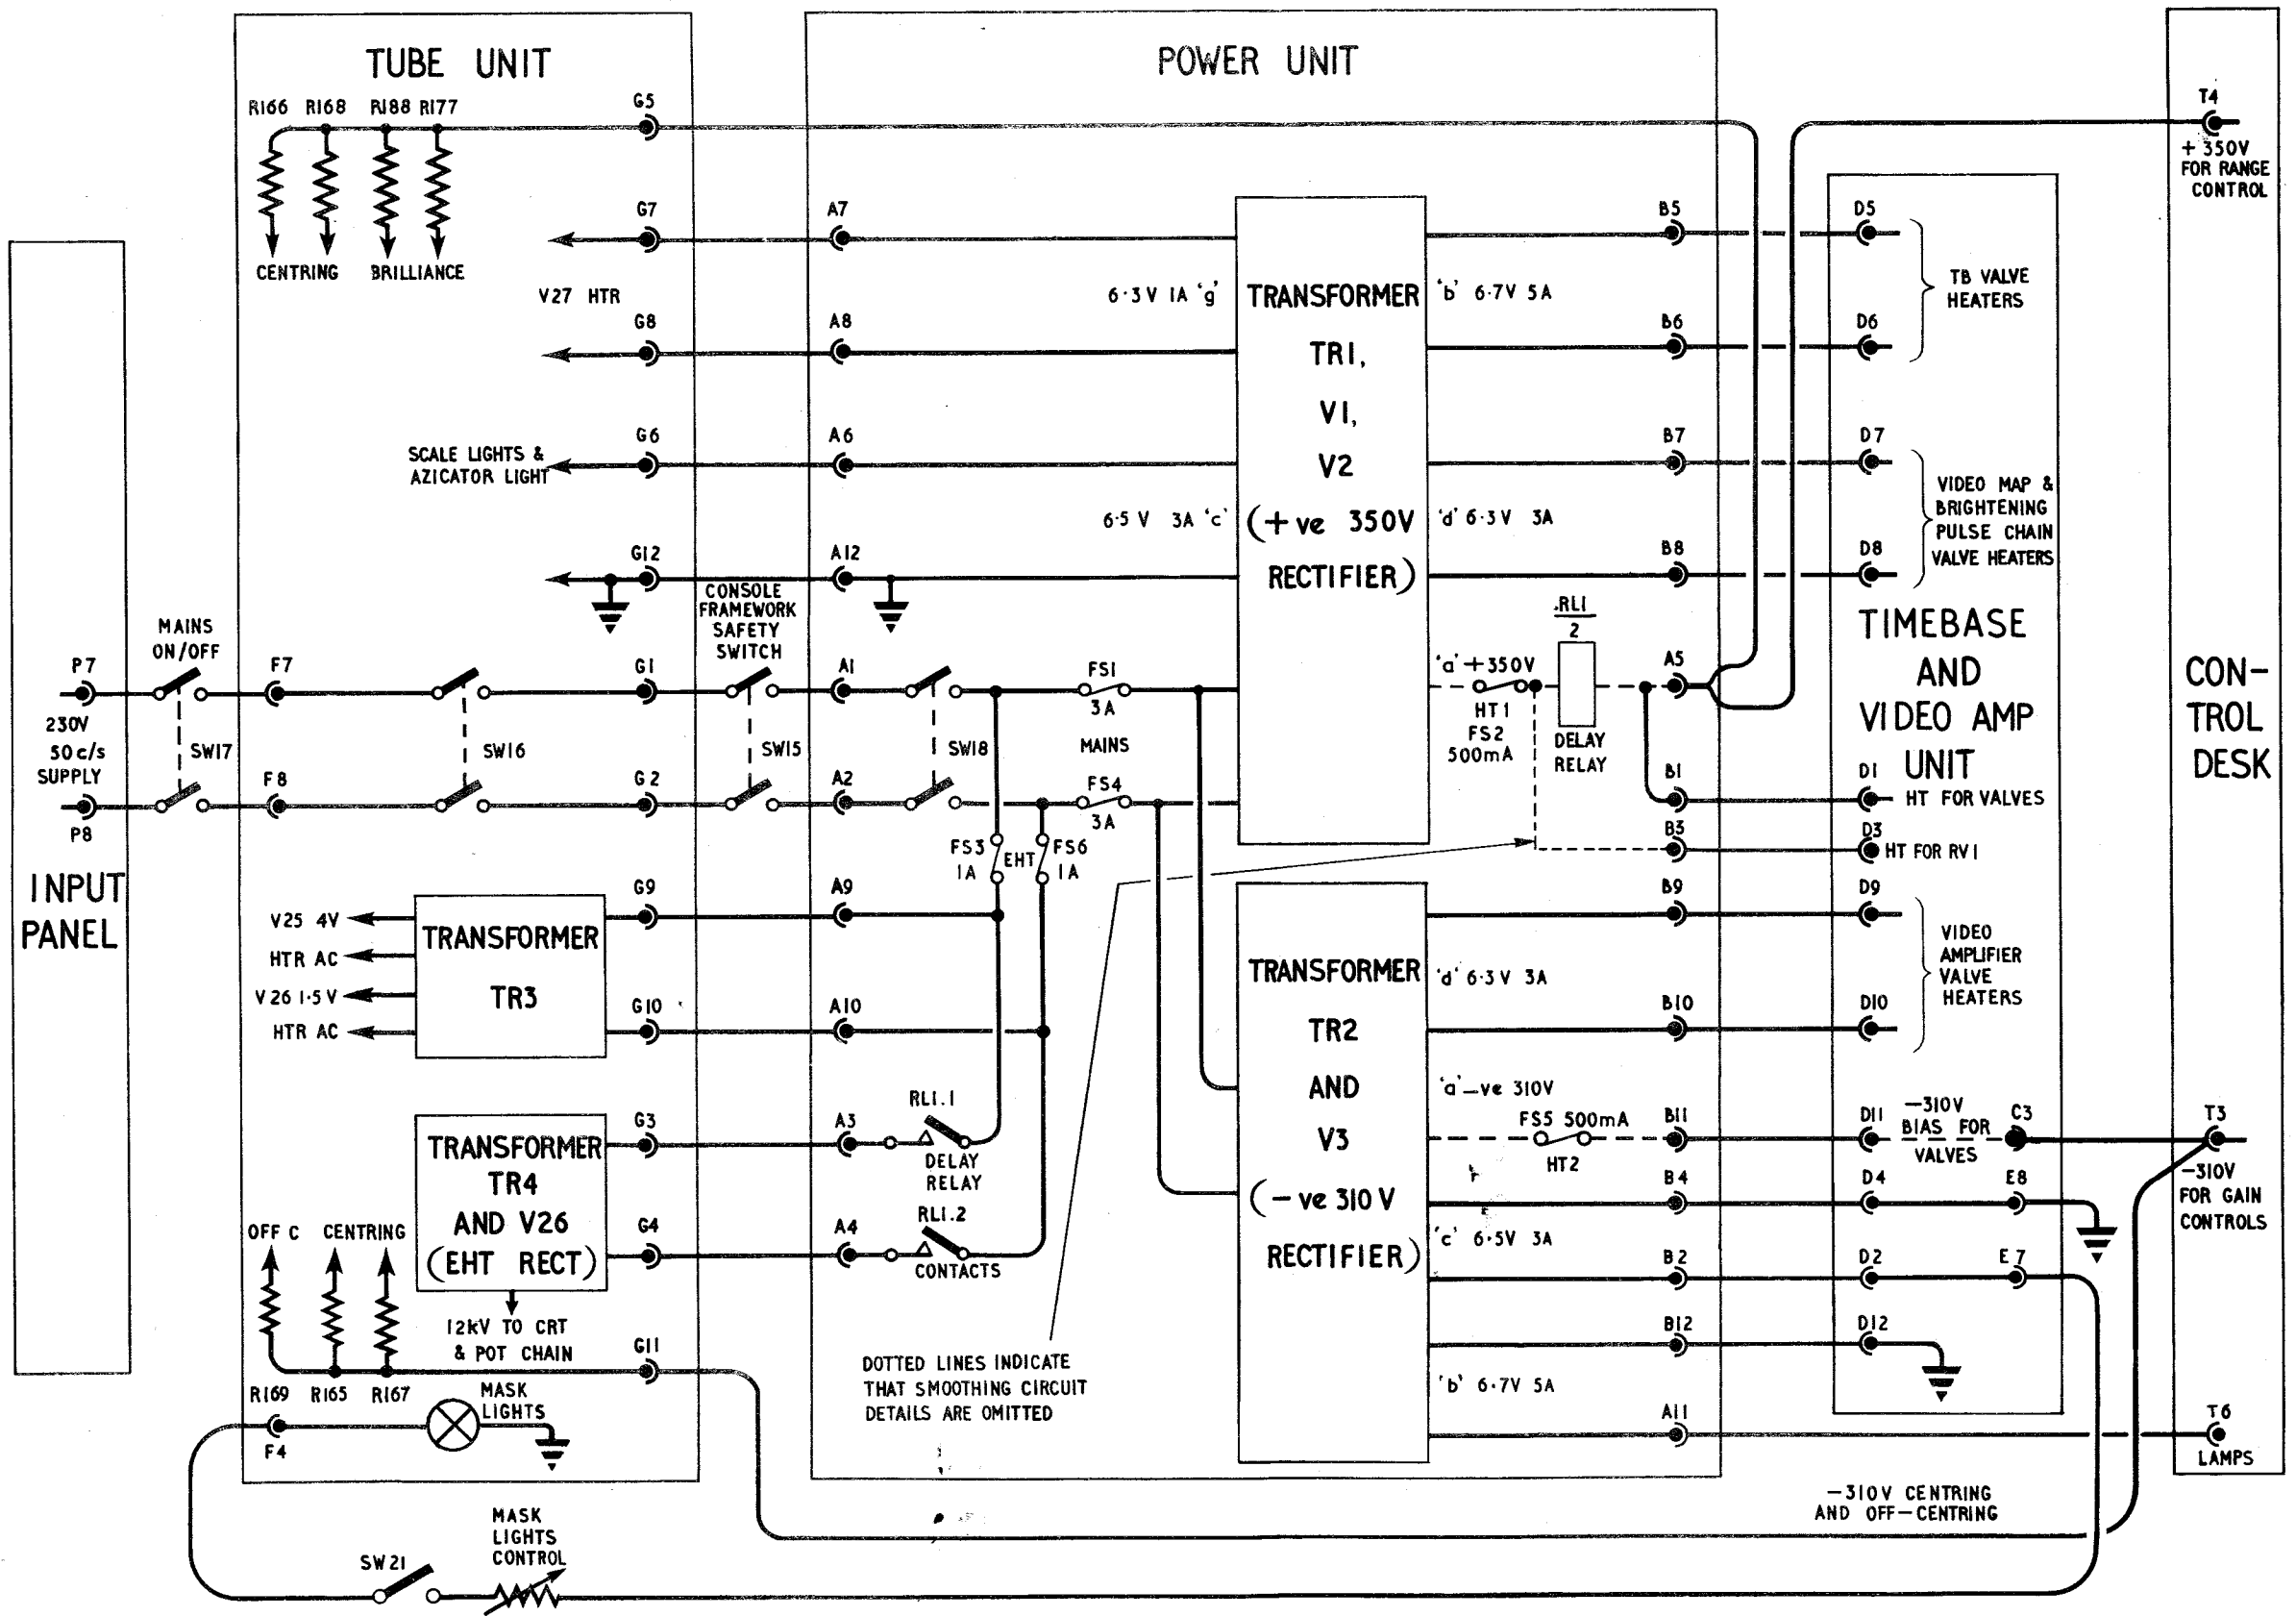 TUBE UNIT
POWER UNIT
R166 R168 R188 R177
G5
T4
+ 350V
FOR RANGE
CONTROL
CENTRING
BRILLIANCE
G7
A7
B5
D5
V27 HTR
6·3V 1A 'g'
TRANSFORMER
TR1,
V1,
V2
(+ve 350V
RECTIFIER)
'b' 6·7V 5A
TB VALVE
HEATERS
G8
A8
B6
D6
SCALE LIGHTS &
AZICATOR LIGHT
G6
A6
B7
D7
6·5 V 3A 'c'
'd' 6·3V 3A
VIDEO MAP &
BRIGHTENING
PULSE CHAIN
VALVE HEATERS
G12
A12
B8
D8
CONSOLE
FRAMEWORK
SAFETY
SWITCH
MAINS
ON/OFF
P7
230V
50c/s
SUPPLY
P8
F7
F8
SW17
SW16
G1
G2
SW15
A1
A2
SW18
FS1
3A
MAINS
FS4
3A
FS3
1A
EHT
FS6
1A
'a' +350V
HT1
FS2
500mA
RL1
2
DELAY
RELAY
A5
TIMEBASE
AND
VIDEO AMP
UNIT
CON-
TROL
DESK
B1
D1
HT FOR VALVES
B3
D3
HT FOR RV1
INPUT
PANEL
V25 4V
HTR AC
V26 1·5V
HTR AC
TRANSFORMER
TR3
G9
A9
G10
A10
TRANSFORMER
TR2
AND
V3
(-ve 310V
RECTIFIER)
B9
D9
'd' 6·3V 3A
VIDEO
AMPLIFIER
VALVE
HEATERS
B10
D10
TRANSFORMER
TR4
AND V26
(EHT RECT)
G3
A3
RL1.1
DELAY
RELAY
G4
A4
RL1.2
CONTACTS
'a' -ve 310V
FS5 500mA
HT2
B11
D11
-310V
BIAS FOR
VALVES
C3
T3
-310V
FOR GAIN
CONTROLS
B4
D4
E8
'c' 6·5V 3A
B2
D2
E7
OFF C
CENTRING
12kV TO CRT
& POT CHAIN
G11
B12
D12
R169 R165 R167
MASK
LIGHTS
F4
DOTTED LINES INDICATE
THAT SMOOTHING CIRCUIT
DETAILS ARE OMITTED
'b' 6·7V 5A
A11
T6
LAMPS
-310V CENTRING
AND OFF-CENTRING
SW21
MASK
LIGHTS
CONTROL